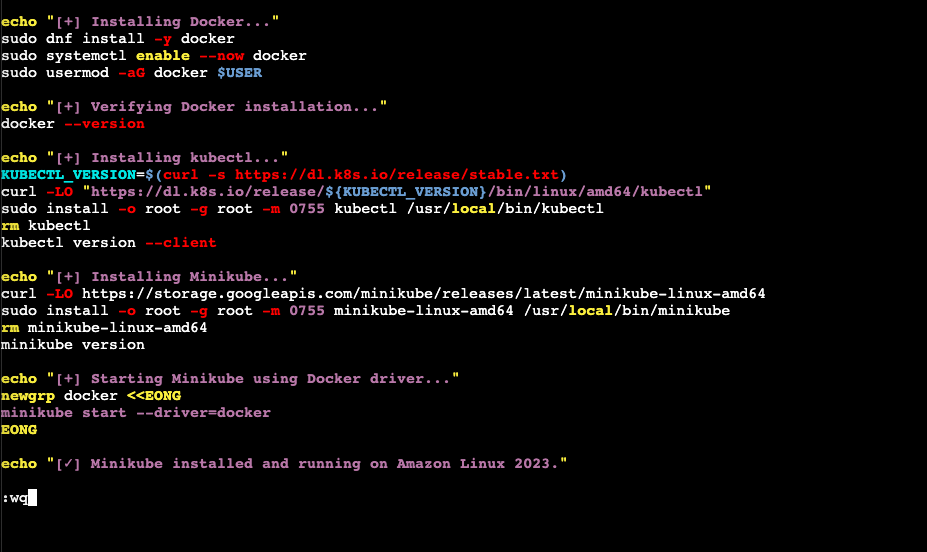 echo "[+] Installing Docker..."
sudo dnf install -y docker
sudo systemctl enable --now docker
sudo usermod -aG docker $USER
echo "[+] Verifying Docker installation..."
docker --version
echo "[+] Installing kubectl..."
KUBECTL_VERSION=$(curl -s https://dl.k8s.io/release/stable.txt)
curl -LO "https://dl.k8s.io/release/${KUBECTL_VERSION}/bin/linux/amd64/kubectl"
sudo install -o root -g root -m 0755 kubectl /usr/local/bin/kubectl
rm kubectl
kubectl version --client
echo "[+] Installing Minikube..."
curl -LO https://storage.googleapis.com/minikube/releases/latest/minikube-linux-amd64
sudo install -o root -g root -m 0755 minikube-linux-amd64 /usr/local/bin/minikube
rm minikube-linux-amd64
minikube version
echo "[+] Starting Minikube using Docker driver..."
newgrp docker <<EONG
minikube start --driver=docker
EONG
echo "[✓] Minikube installed and running on Amazon Linux 2023."
:wq